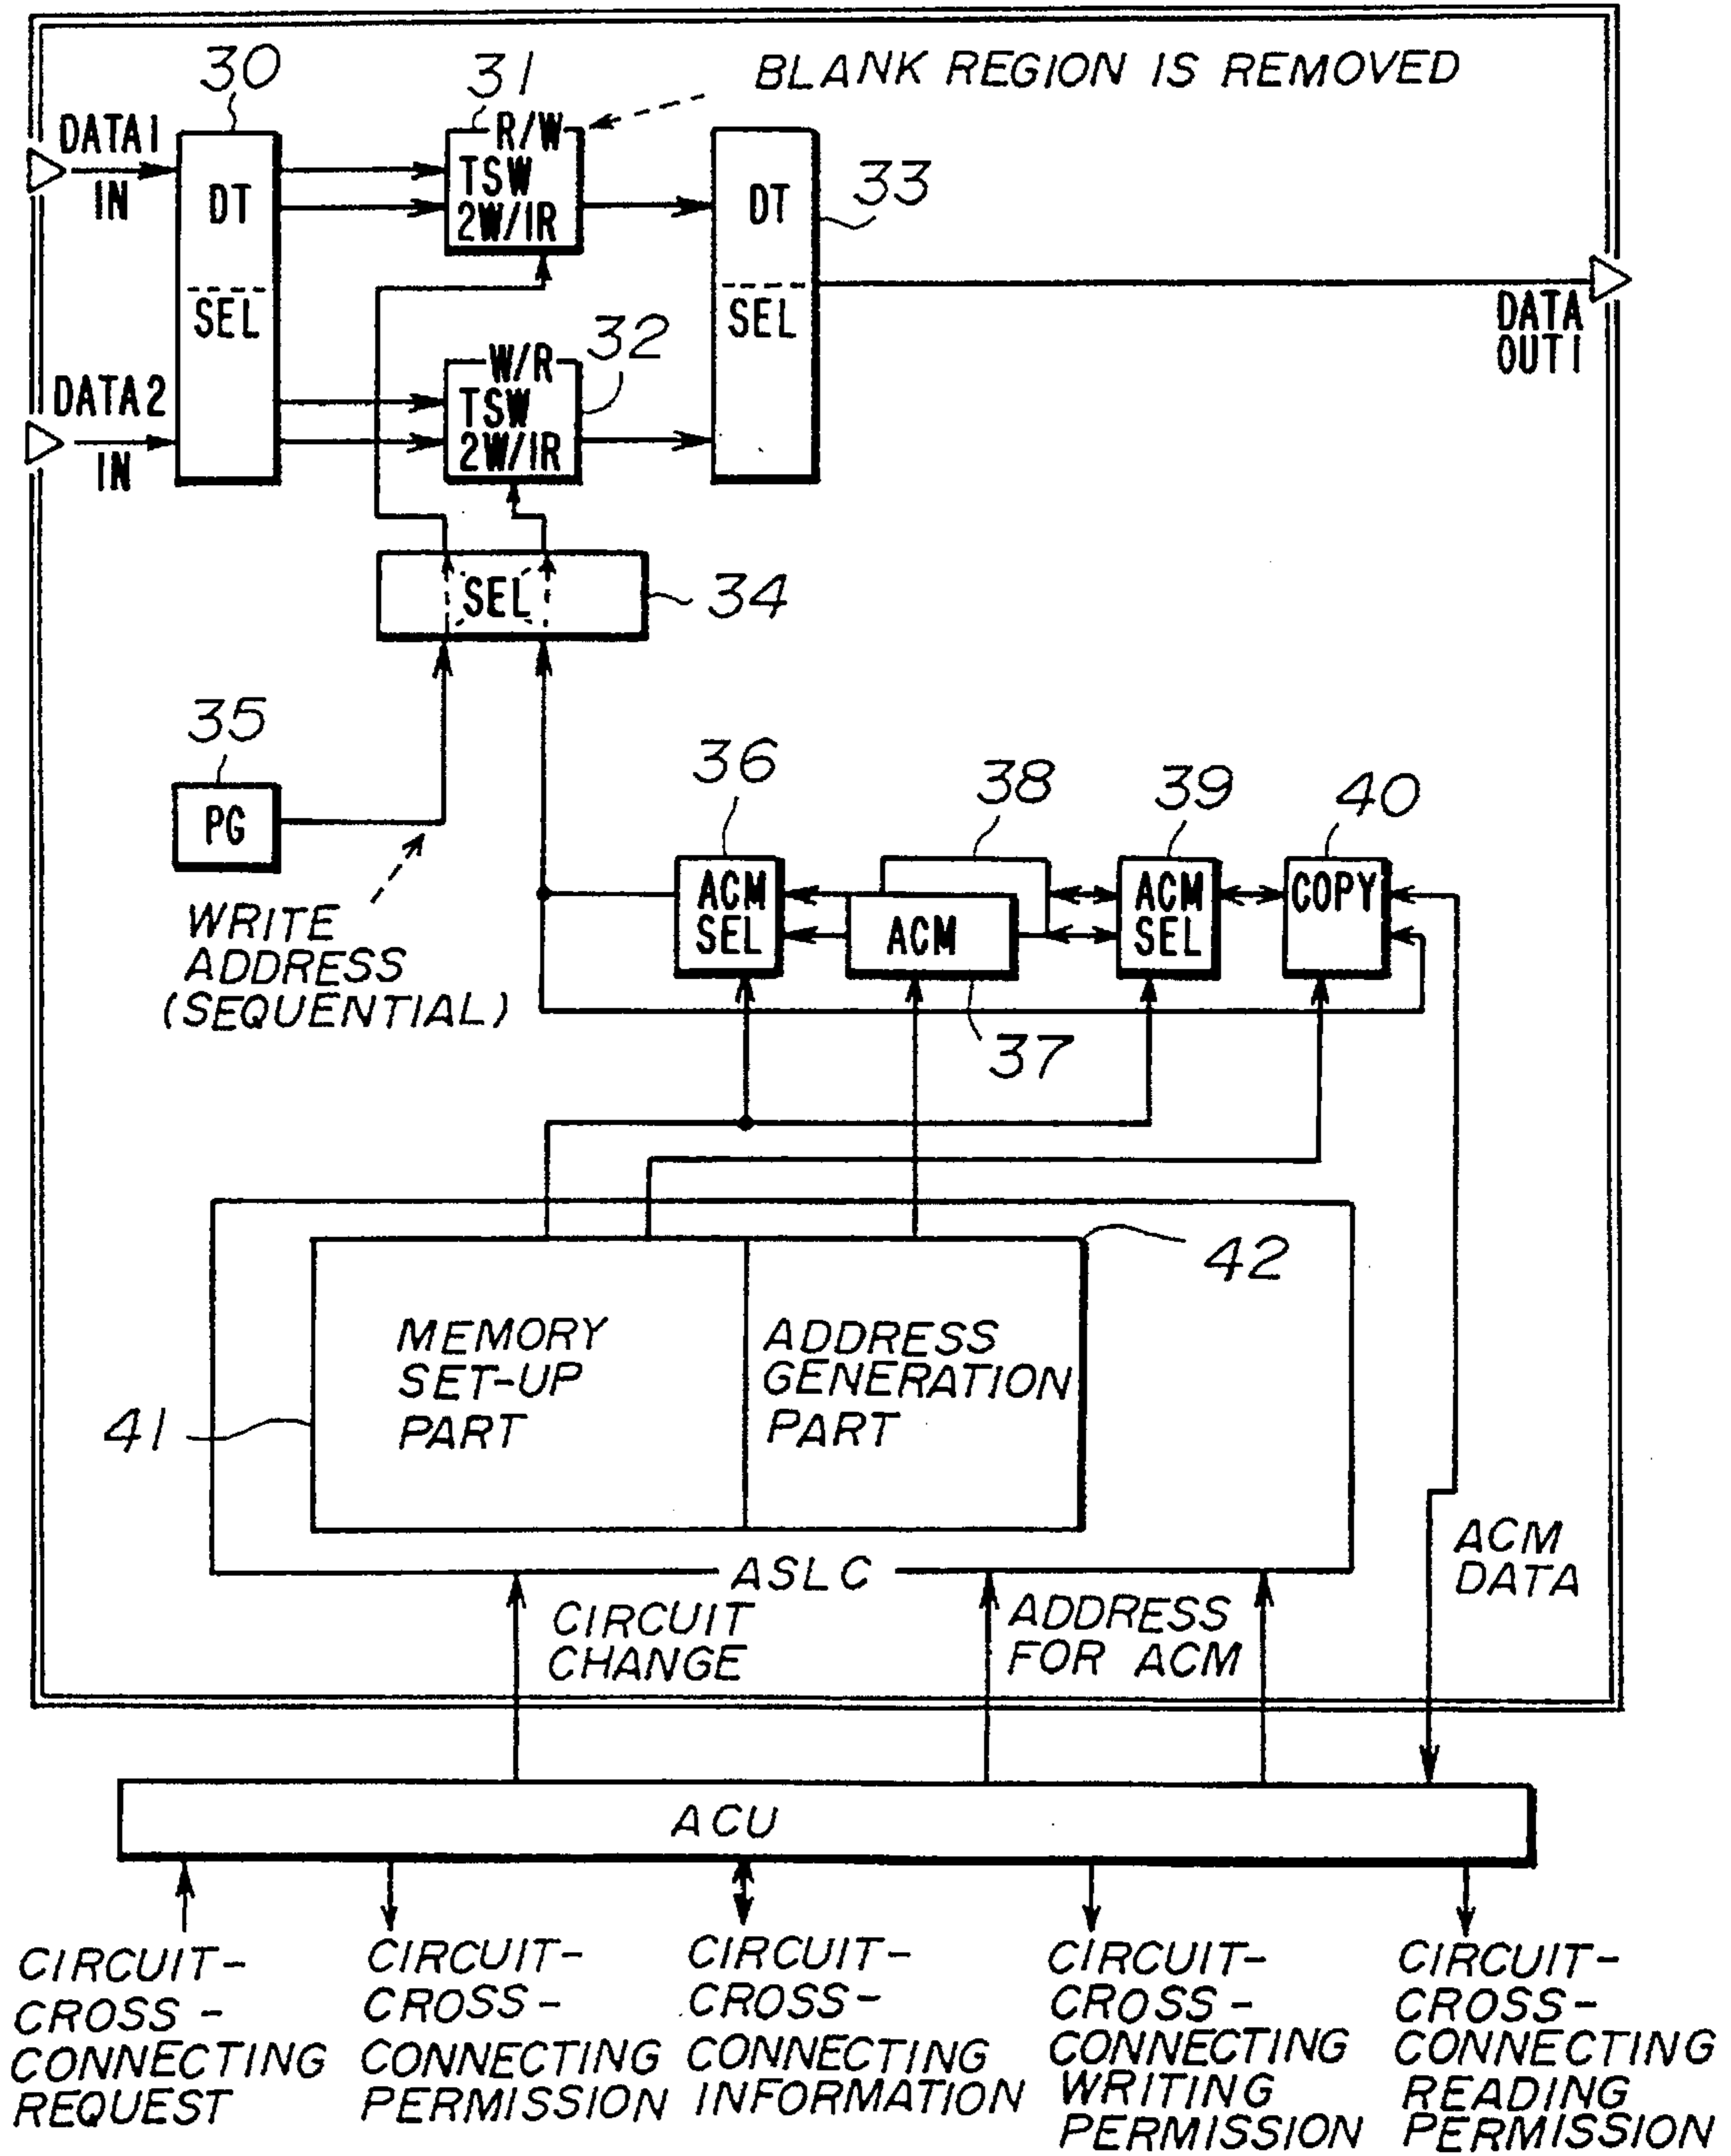 30
31
BLANK REGION IS REMOVED
DATA1
IN
DT
SEL
R/W
TSW
2W/1R
DT
SEL
33
DATA
OUT1
DATA2
IN
W/R
TSW
2W/1R
32
SEL
34
35
PG
WRITE
ADDRESS
(SEQUENTIAL)
36
38
39
40
ACM
SEL
ACM
ACM
SEL
COPY
37
42
MEMORY
SET-UP
PART
ADDRESS
GENERATION
PART
41
ASLC
CIRCUIT
CHANGE
ADDRESS
FOR ACM
ACM
DATA
ACU
CIRCUIT-
CROSS-
CONNECTING
REQUEST
CIRCUIT-
CROSS-
CONNECTING
PERMISSION
CIRCUIT-
CROSS-
CONNECTING
INFORMATION
CIRCUIT-
CROSS-
CONNECTING
WRITING
PERMISSION
CIRCUIT-
CROSS-
CONNECTING
READING
PERMISSION